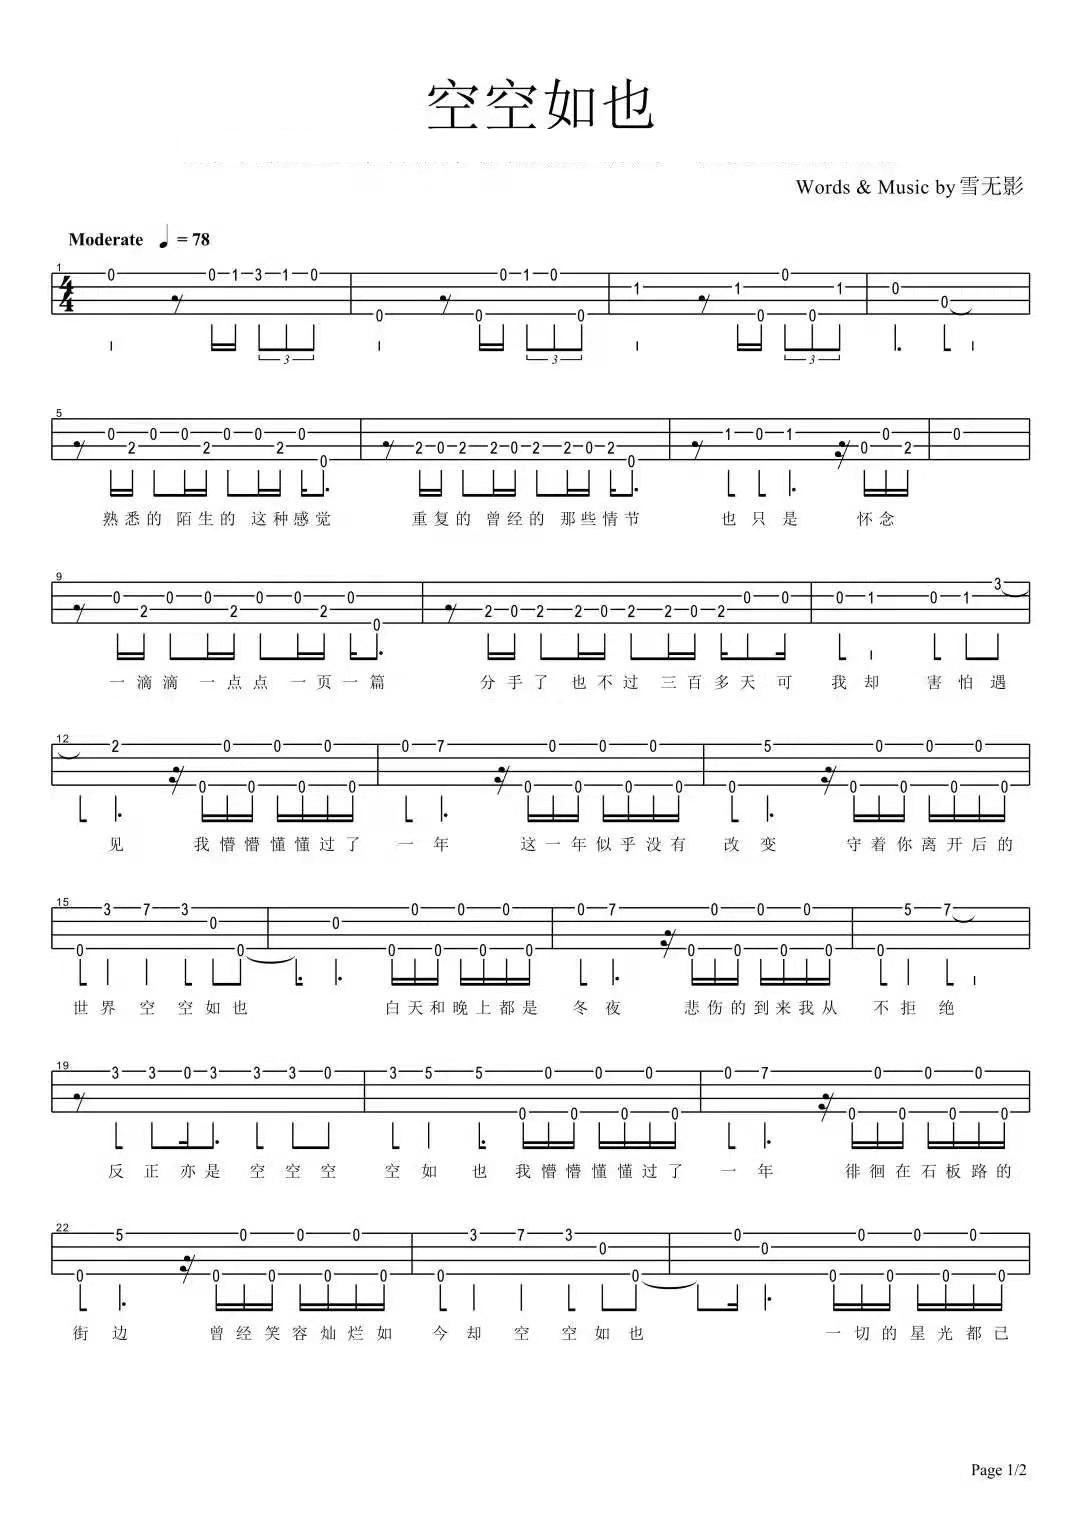 空空如也
Words & Music by 雪无影
Moderate ♩ = 78
1
4
4
0 0 1 3 1 0 0 0 0 1 0 0 1 1 0 0 0 1 0 0
3 3 3
5
0 2 0 0 2 0 0 2 0 0 2 0 2 2 0 2 2 0 2 0 1 0 1 0 0 2 0
熟悉的 陌生的 这种感觉 重复的 曾经的 那些情节 也只是 怀念
9
0 2 0 0 2 0 0 2 0 0 2 0 2 2 0 2 2 0 2 0 0 0 1 0 1 3
一滴滴 一点点 一页一篇 分手了 也不过 三百多天可 我却 害怕遇
12
2 0 0 0 0 0 0 0 0 7 0 0 0 0 0 0 0 0 5 0 0 0 0 0 0 0
见 我懵懵懂懂过了 一年 这一年似乎没有 改变 守着你离开后的
15
0 3 7 3 0 0 0 0 0 0 0 0 0 0 0 7 0 0 0 0 0 0 0 0 5 7
世界空空如也 白天和晚上都是 冬夜 悲伤的到来我从 不拒绝
19
3 3 0 3 3 3 0 3 5 5 0 0 0 0 0 0 0 0 7 0 0 0 0 0 0 0
反正亦是空空空 空如也我懵懵懂懂过了 一年 徘徊在石板路的
22
0 5 0 0 0 0 0 0 0 0 3 7 3 0 0 0 0 0 0 0 0 0 0 0
街边 曾经笑容灿烂如 今却空空如也 一切的星光都已
Page 1/2